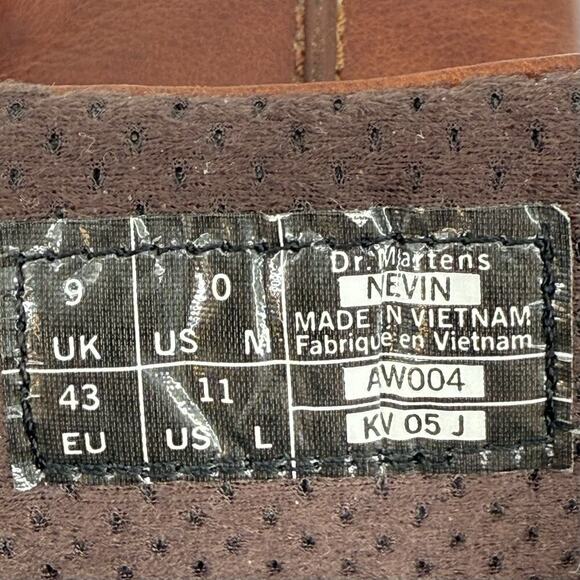 9 UK
10 US M
43 EU
11 US L
Dr. Martens
NEVIN
MADE IN VIETNAM
Fabrique en Vietnam
AW004
KV 05 J